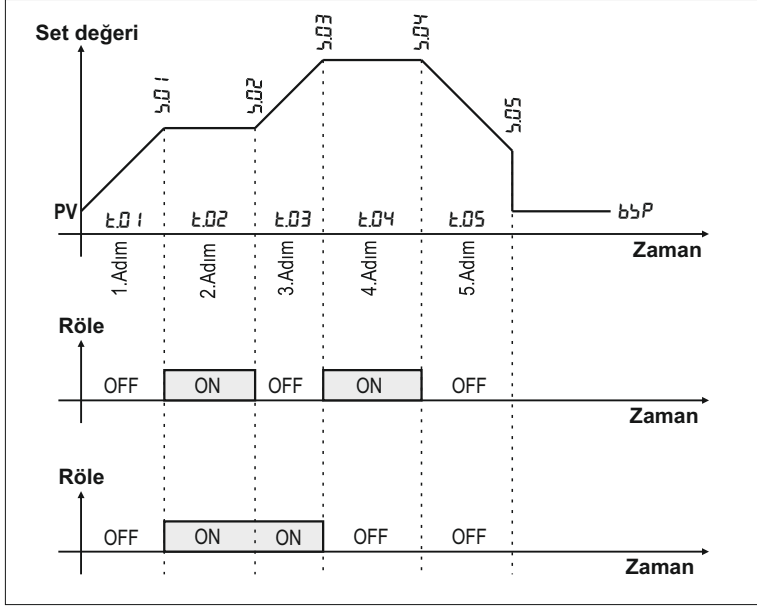 Set değeri
S.01
S.02
S.03
S.04
S.05
PV
t.01 t.02 t.03 t.04 t.05
bSP
Zaman
1.Adım 2.Adım 3.Adım 4.Adım 5.Adım
Röle
OFF ON OFF ON OFF
Zaman
Röle
OFF ON ON OFF OFF
Zaman